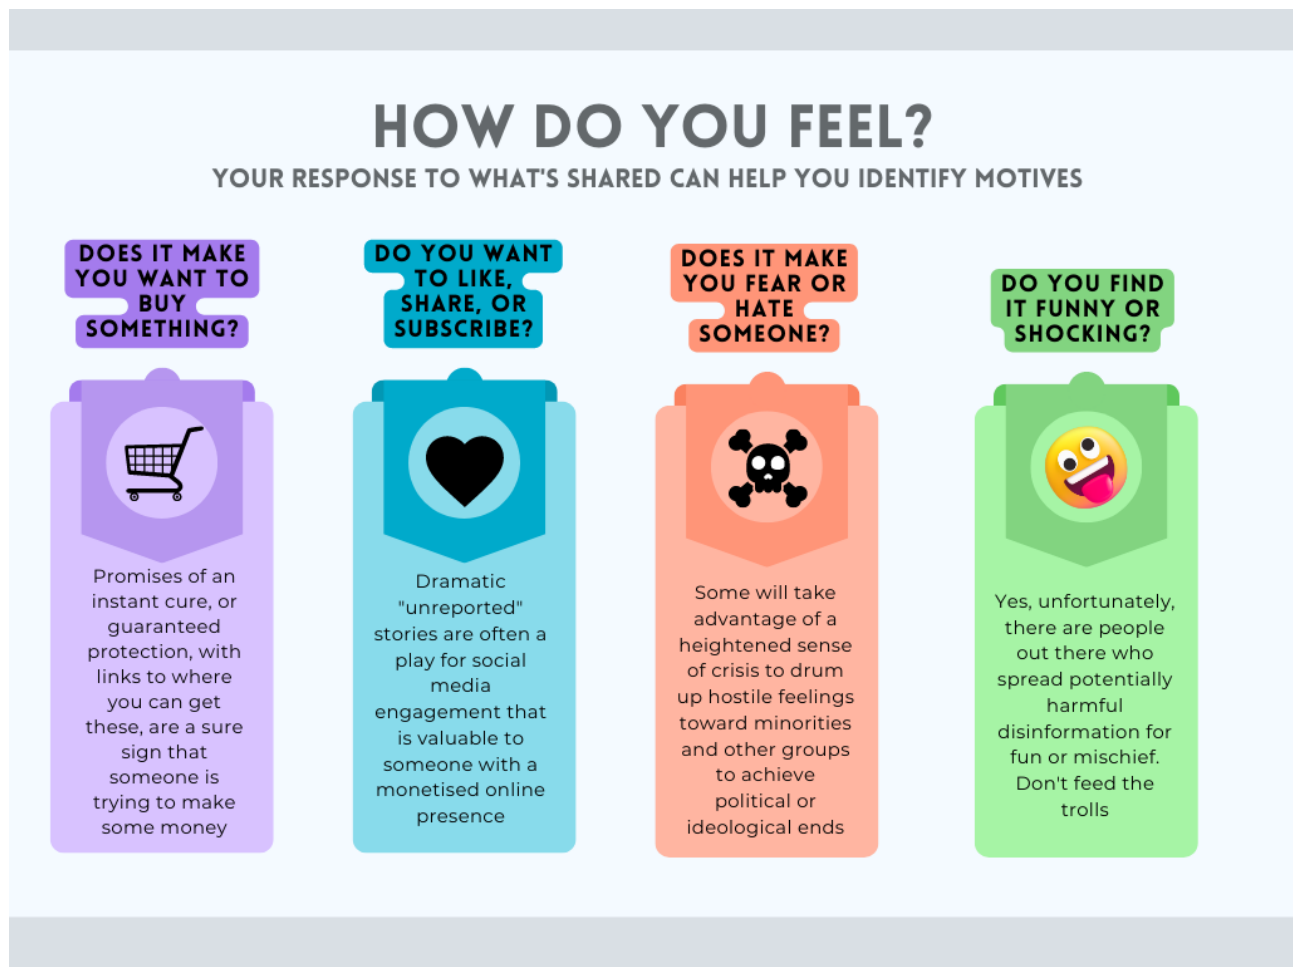 HOW DO YOU FEEL?
YOUR RESPONSE TO WHAT'S SHARED CAN HELP YOU IDENTIFY MOTIVES
DOES IT MAKE
YOU WANT TO
BUY
SOMETHING?
Promises of an
instant cure, or
guaranteed
protection, with
links to where
you can get
these, are a sure
sign that
someone is
trying to make
some money
DO YOU WANT
TO LIKE,
SHARE, OR
SUBSCRIBE?
Dramatic
"unreported"
stories are often a
play for social
media
engagement that
is valuable to
someone with a
monetised online
presence
DOES IT MAKE
YOU FEAR OR
HATE
SOMEONE?
Some will take
advantage of a
heightened sense
of crisis to drum
up hostile feelings
toward minorities
and other groups
to achieve
political or
ideological ends
DO YOU FIND
IT FUNNY OR
SHOCKING?
Yes, unfortunately,
there are people
out there who
spread potentially
harmful
disinformation for
fun or mischief.
Don't feed the
trolls